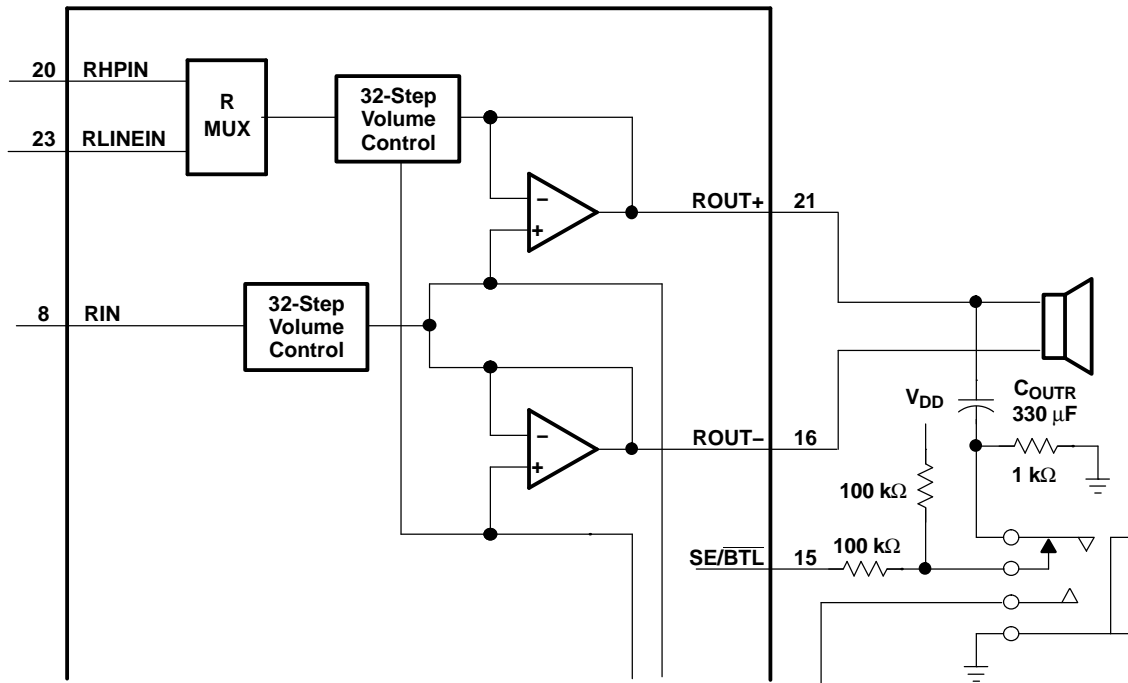 20 RHPIN
R
MUX
32-Step
Volume
Control
23 RLINEIN
−
+
ROUT+ 21
8 RIN
32-Step
Volume
Control
−
+
ROUT− 16
VDD
COUTR
330 μF
1 kΩ
100 kΩ
100 kΩ
SE/BTL 15